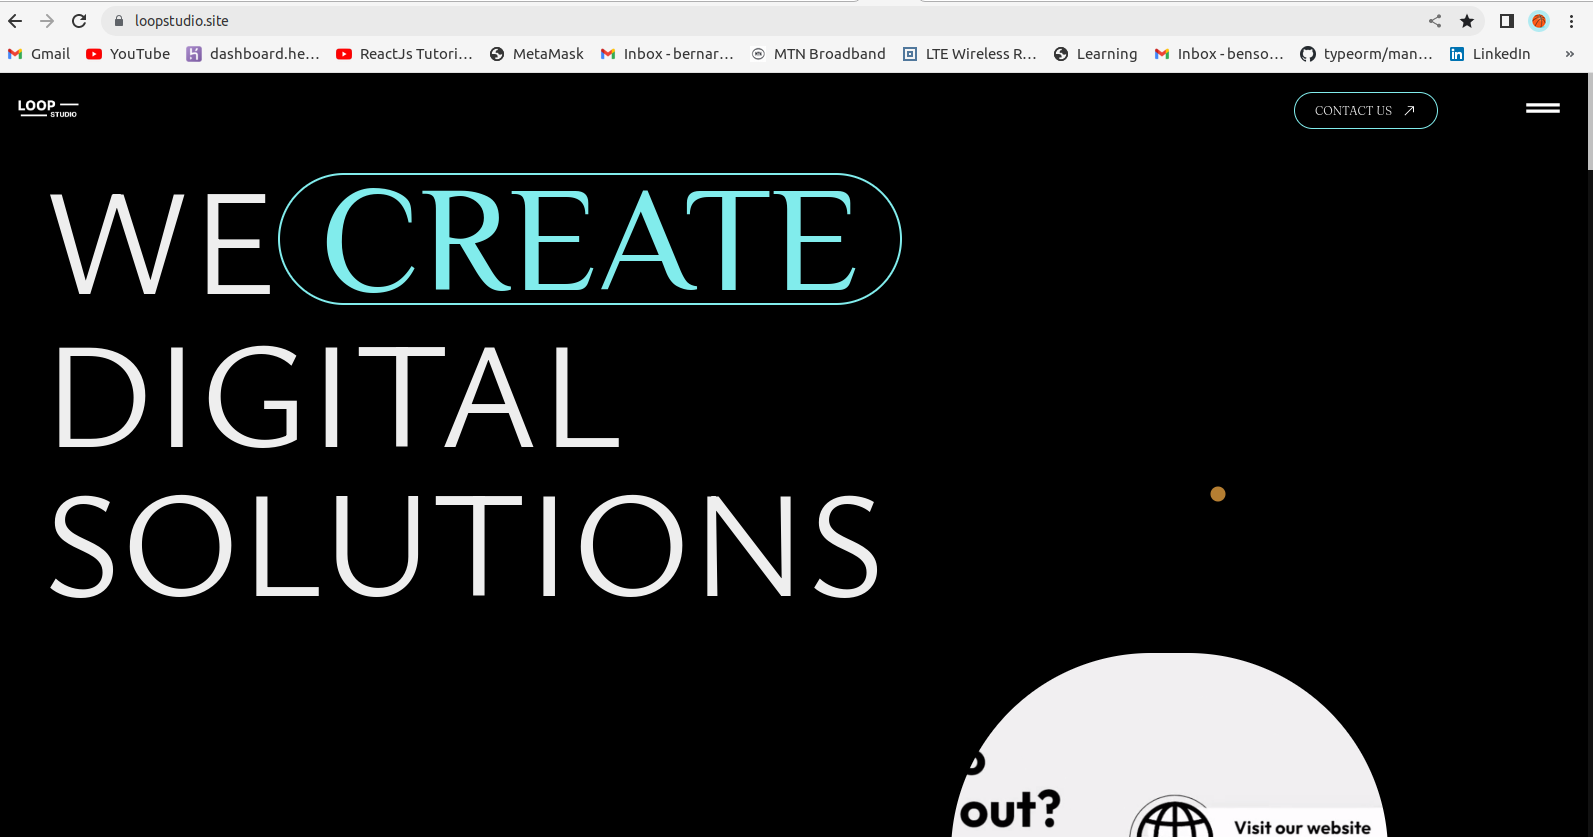 loopstudio.site
Gmail
YouTube
dashboard.he...
ReactJs Tutori...
MetaMask
Inbox - bernar...
MTN Broadband
LTE Wireless R...
Learning
Inbox - benso...
typeorm/man...
LinkedIn
»
LOOP
STUDIO
CONTACT US
WE CREATE
DIGITAL
SOLUTIONS
out?
Visit our website